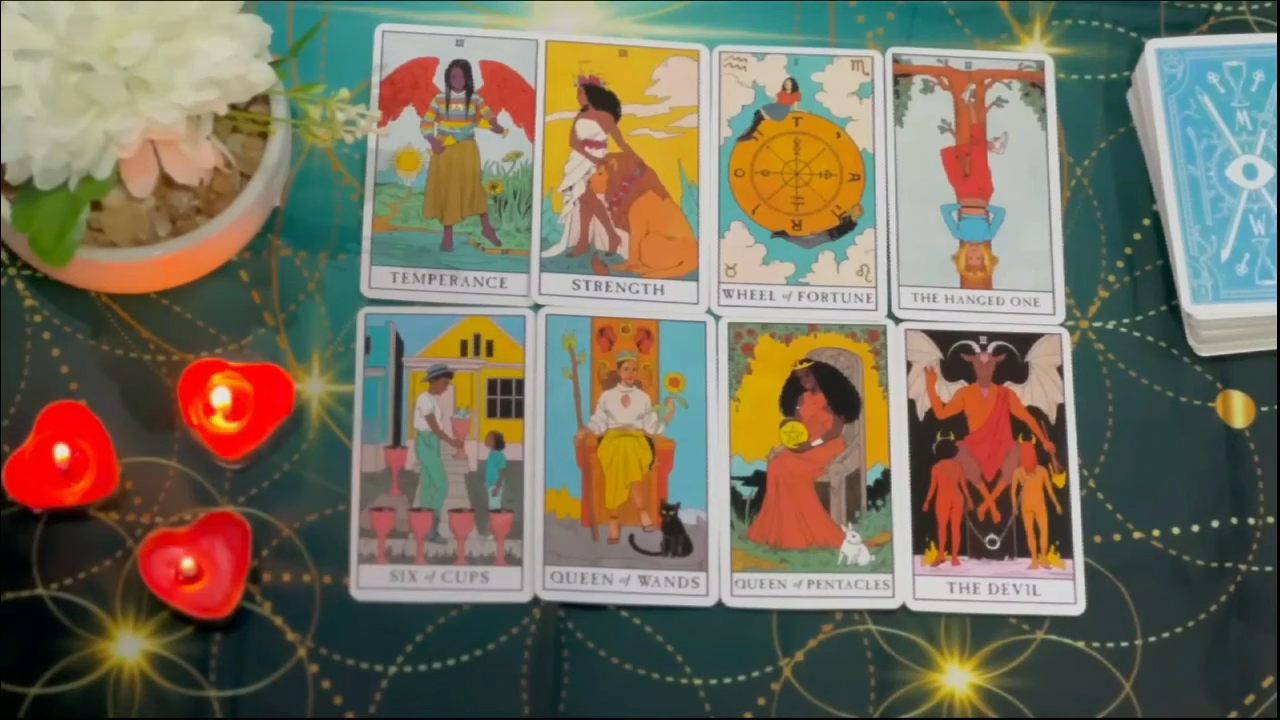 TEMPERANCE
STRENGTH
WHEEL of FORTUNE
THE HANGED ONE
SIX of CUPS
QUEEN of WANDS
QUEEN of PENTACLES
THE DEVIL
M
W